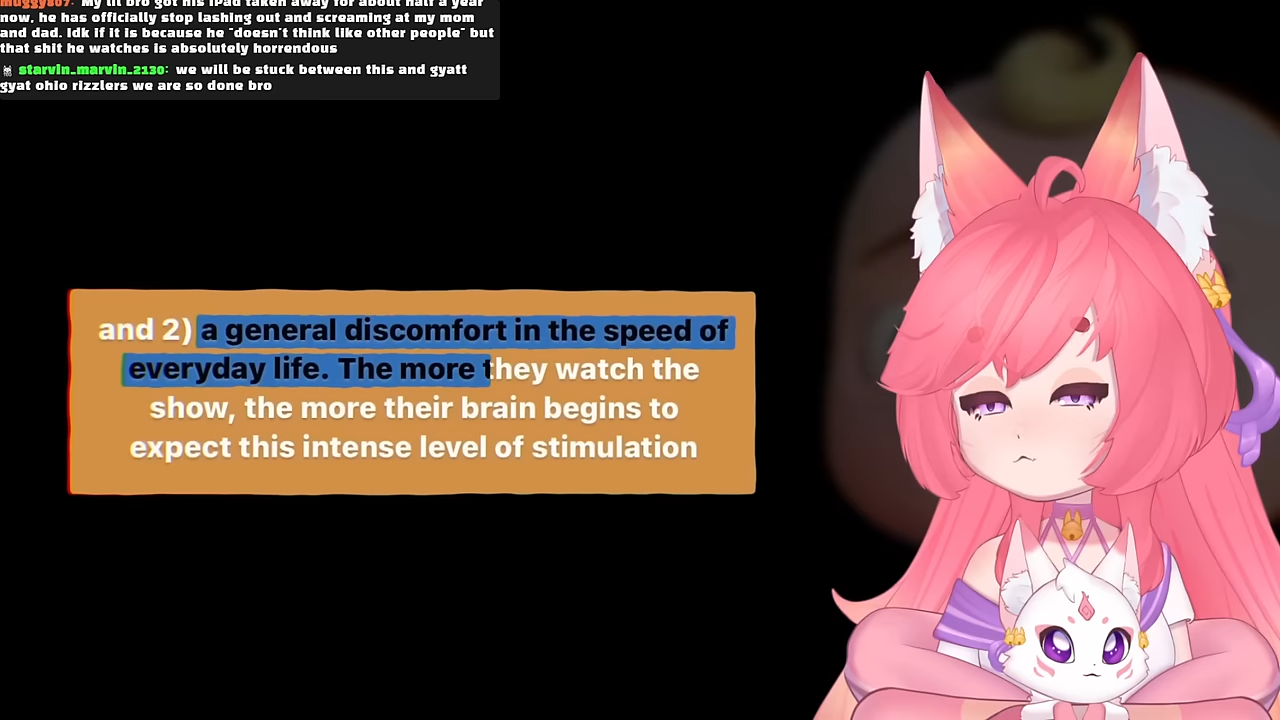 muggy807: My lil bro got his iPad taken away for about half a year
now, he has officially stop lashing out and screaming at my mom
and dad. Idk if it is because he "doesn't think like other people" but
that shit he watches is absolutely horrendous
starvin_marvin_2130: we will be stuck between this and gyatt
gyat ohio rizzlers we are so done bro
and 2) a general discomfort in the speed of
everyday life. The more they watch the
show, the more their brain begins to
expect this intense level of stimulation